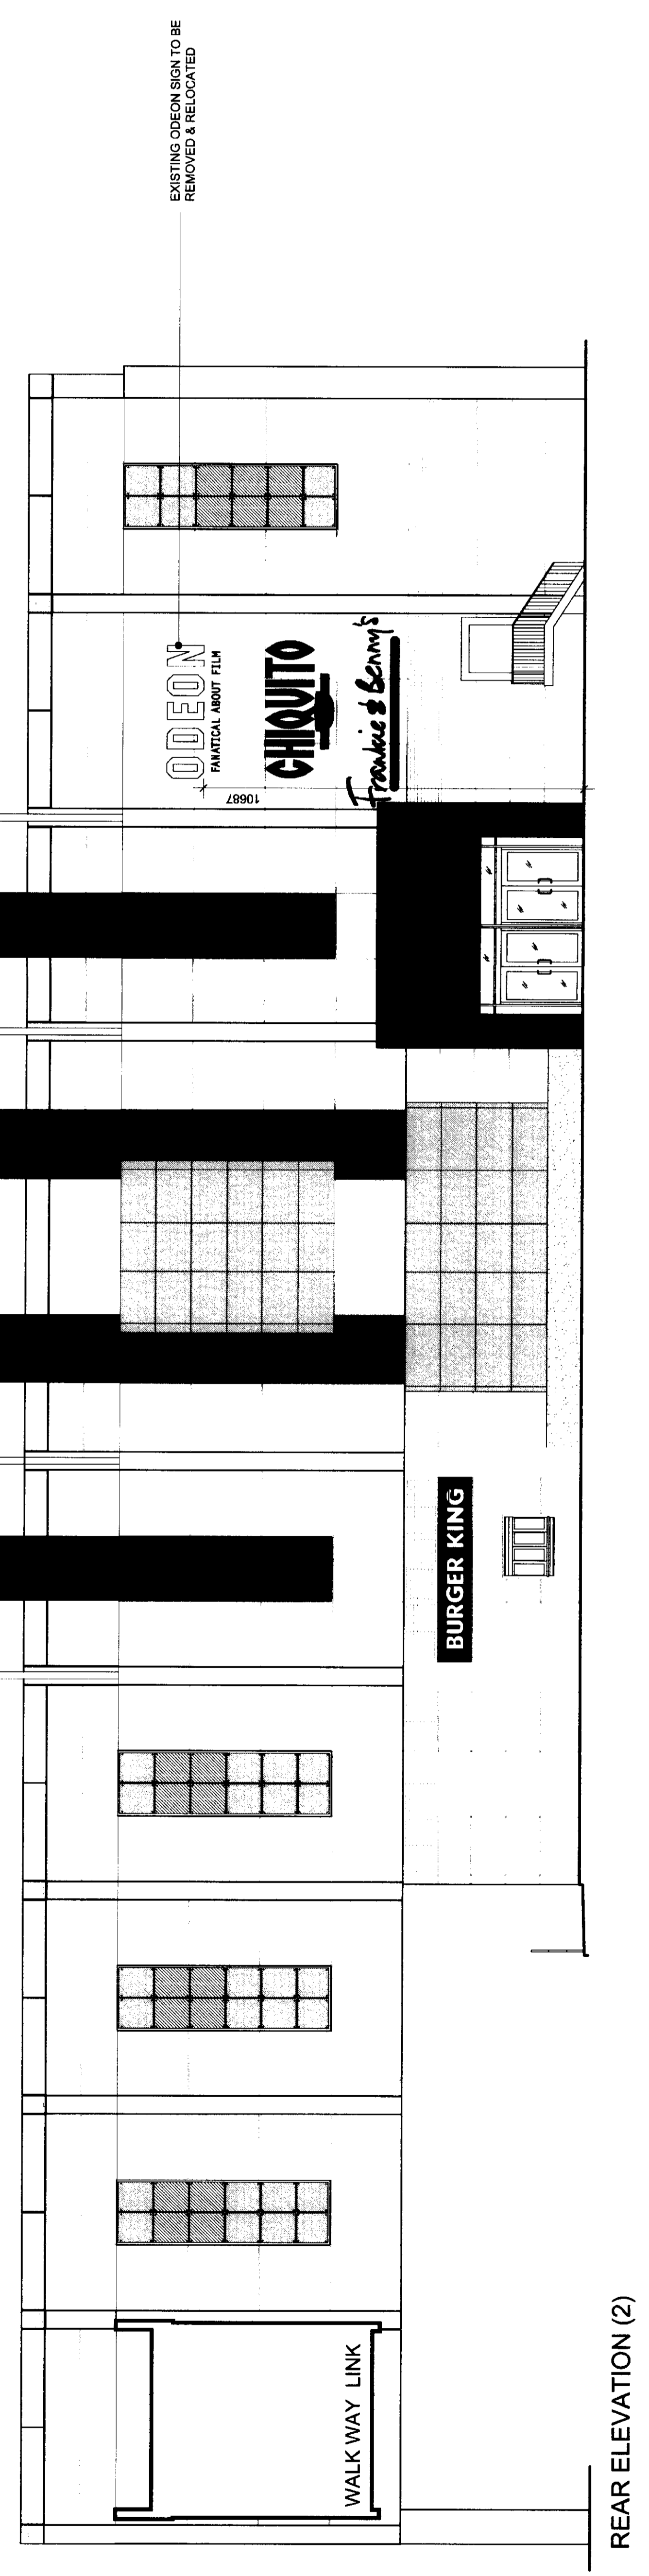 EXISTING ODEON SIGN TO BE
REMOVED & RELOCATED
ODEON
FANATICAL ABOUT FILM
CHIQUITO
Frankie & Benny's
10687
BURGER KING
WALK WAY LINK
REAR ELEVATION (2)